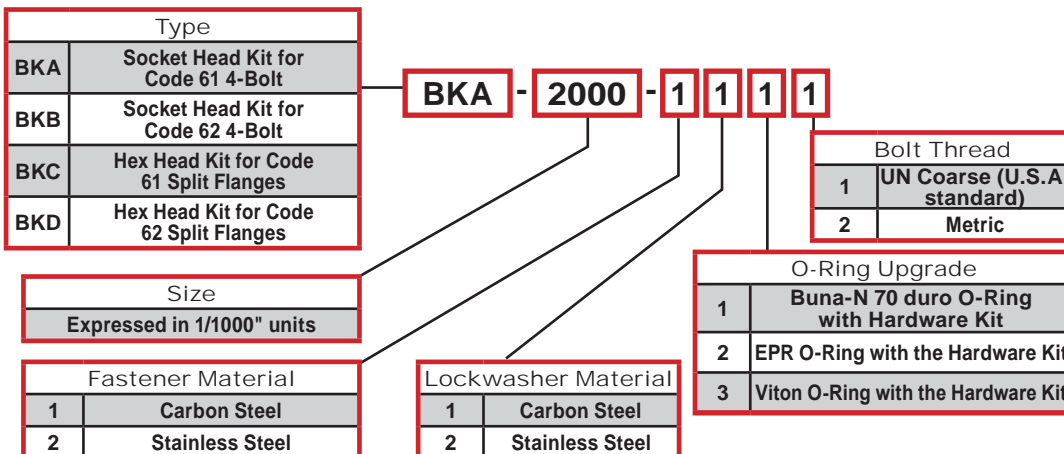 Type
BKA Socket Head Kit for
Code 61 4-Bolt
BKB Socket Head Kit for
Code 62 4-Bolt
BKC Hex Head Kit for Code
61 Split Flanges
BKD Hex Head Kit for Code
62 Split Flanges
BKA - 2000 - 1 1 1 1
Size
Expressed in 1/1000" units
Fastener Material
1 Carbon Steel
2 Stainless Steel
Lockwasher Material
1 Carbon Steel
2 Stainless Steel
O-Ring Upgrade
1 Buna-N 70 duro O-Ring
with Hardware Kit
2 EPR O-Ring with the Hardware Kit
3 Viton O-Ring with the Hardware Kit
Bolt Thread
1 UN Coarse (U.S.A
standard)
2 Metric